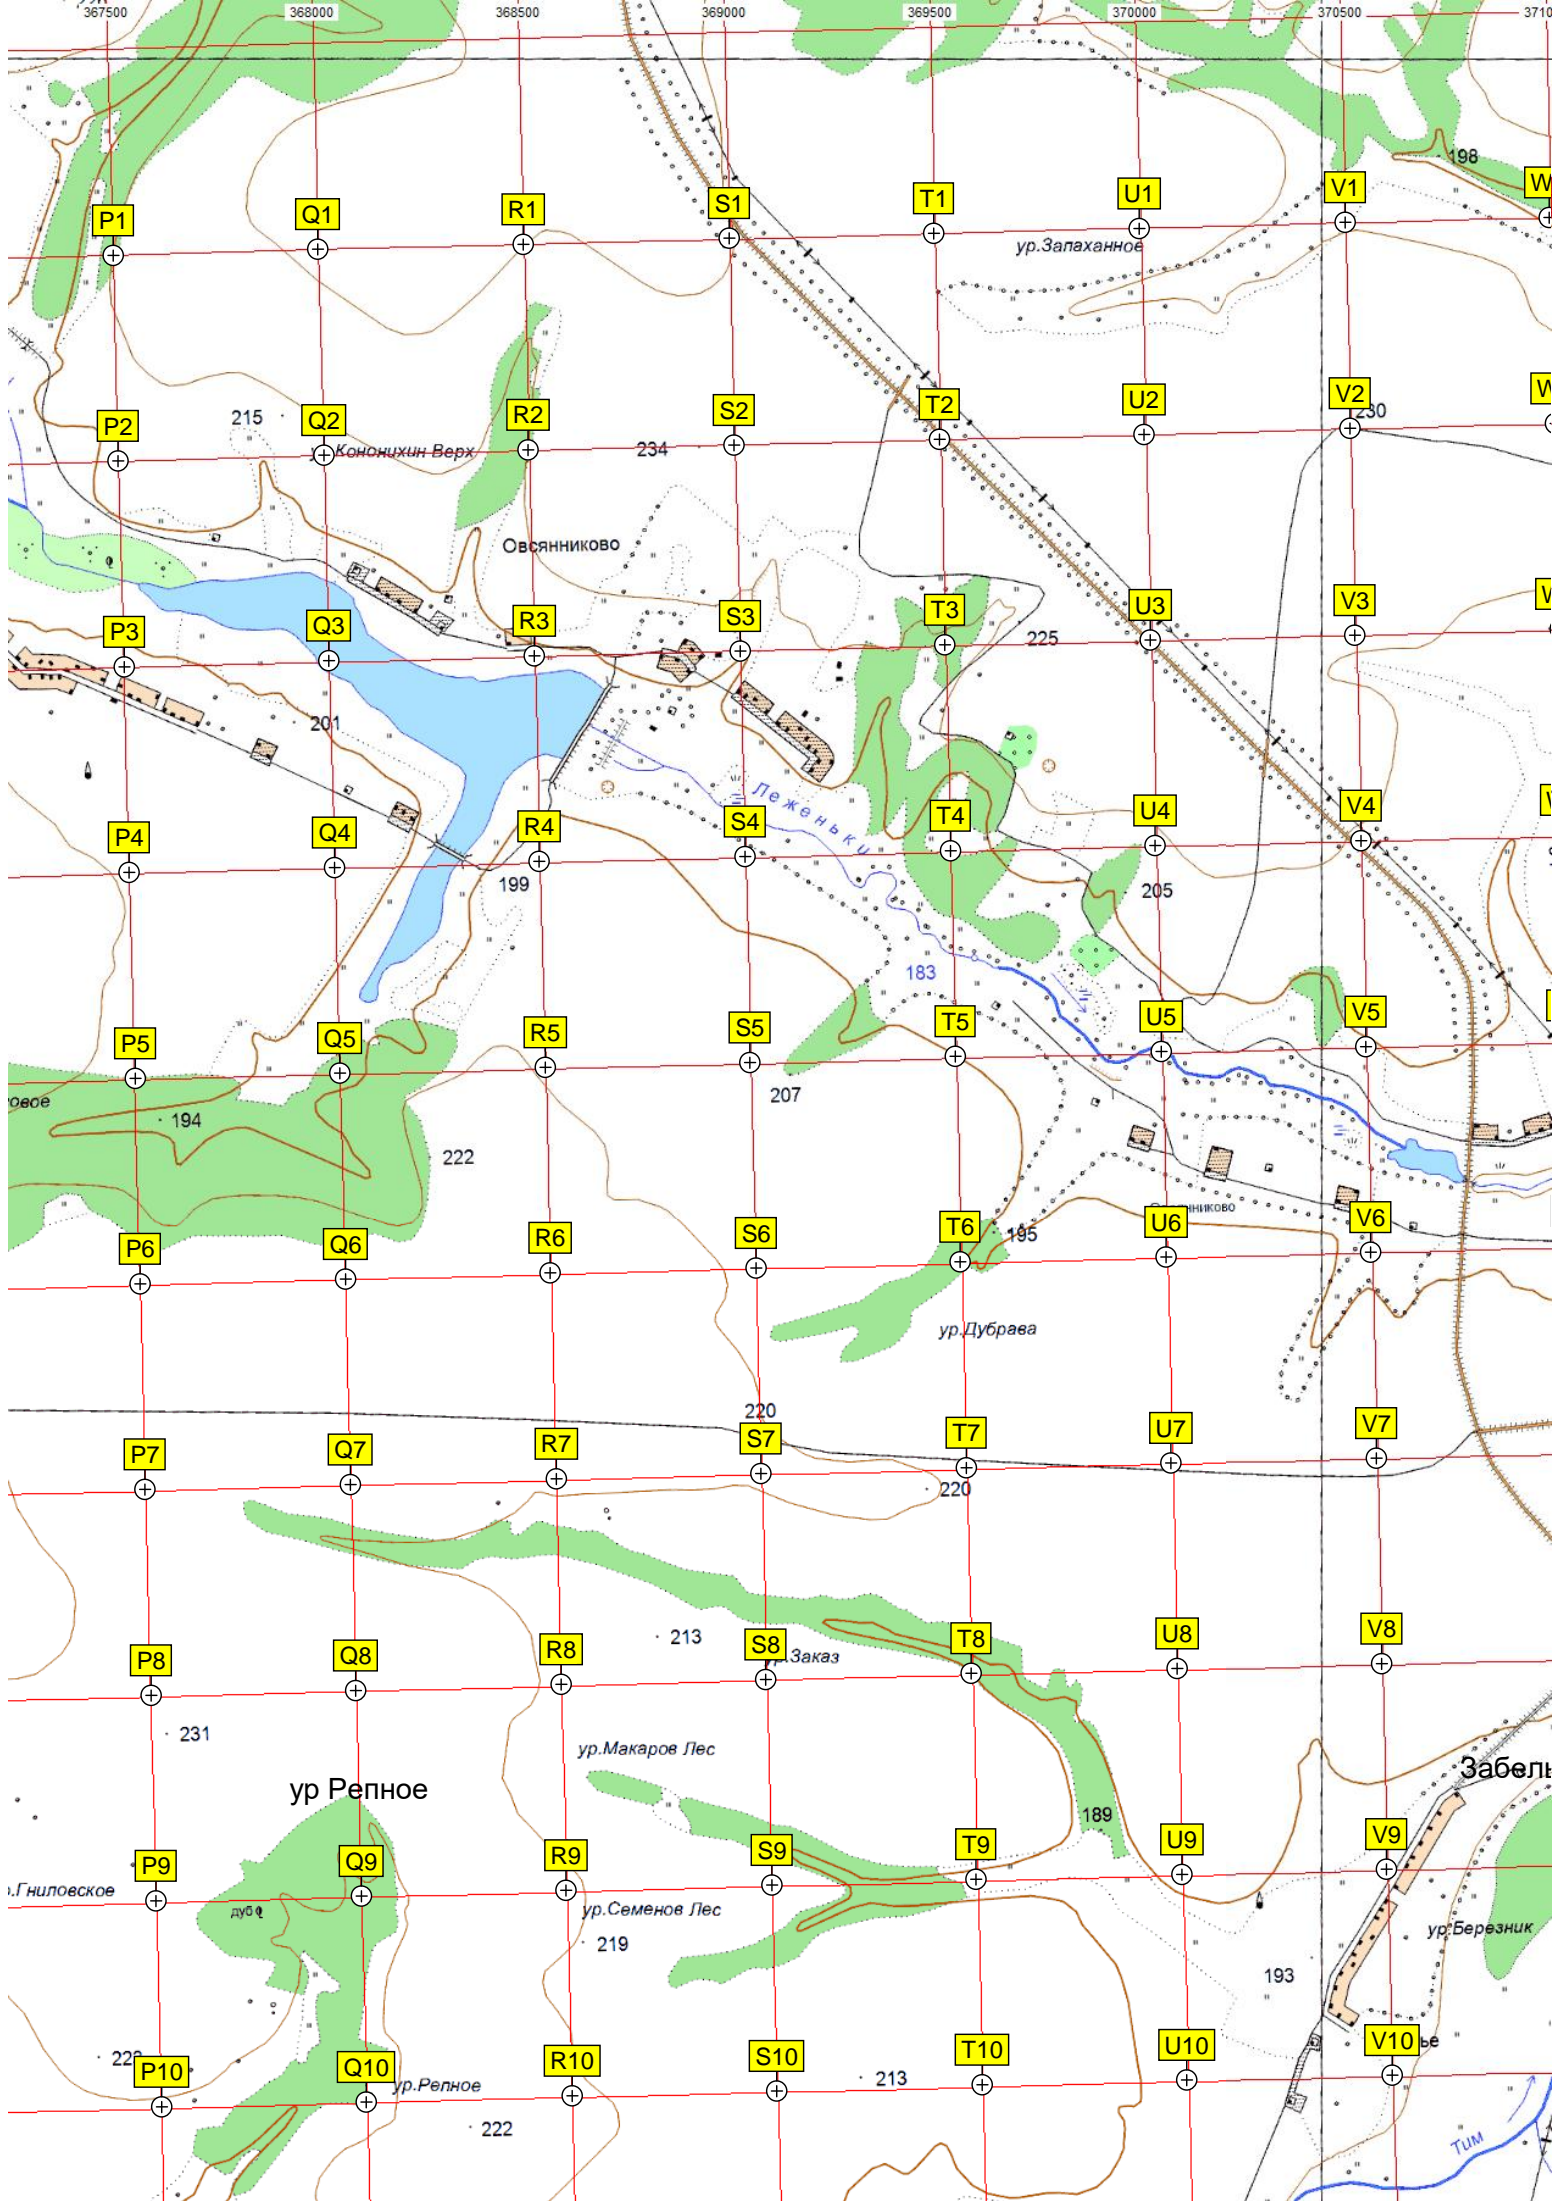 367500 368000 368500 369000 369500 370000 370500
198
P1 Q1 R1 S1 T1 U1 V1
ур.Запаханное
215
P2 Q2 R2 S2 T2 U2 V2
230
Кононихин Верх
234
Овсянниково
P3 Q3 R3 S3 T3 U3 V3
225
201
Леженьки
P4 Q4 R4 S4 T4 U4 V4
199
205
183
P5 Q5 R5 S5 T5 U5 V5
207
194
222
P6 Q6 R6 S6 T6 U6 V6
195
ур.Дубрава
220
P7 Q7 R7 S7 T7 U7 V7
220
213
P8 Q8 R8 S8 T8 U8 V8
Заказ
231
ур.Макаров Лес
ур Репное
Забель
189
P9 Q9 R9 S9 T9 U9 V9
Гниловское
дуб
ур.Семенов Лес
ур.Березник
219
193
P10 Q10 R10 S10 T10 U10 V10
ье
ур.Репное
213
222
Тим